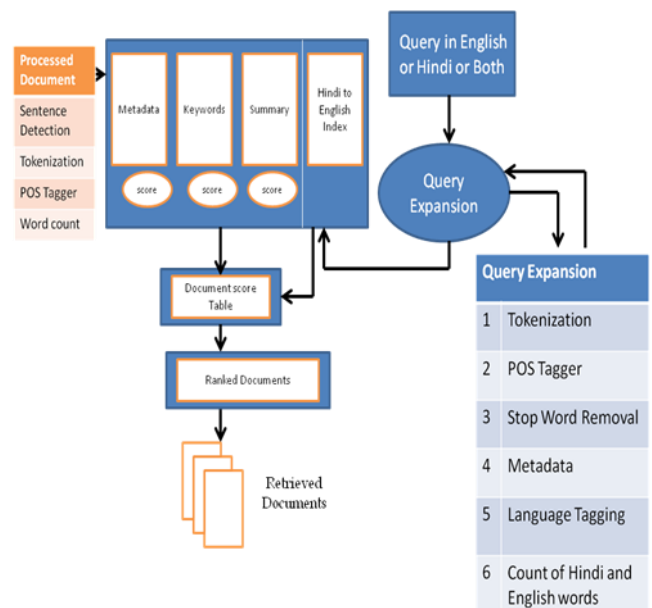 Processed
Document
Sentence
Detection
Tokenization
POS Tagger
Word count
Metadata
Keywords
Summary
Hindi to
English
Index
score
score
score
Query in English
or Hindi or Both
Query
Expansion
Document score
Table
Ranked Documents
Retrieved
Documents
Query Expansion
1 Tokenization
2 POS Tagger
3 Stop Word Removal
4 Metadata
5 Language Tagging
6 Count of Hindi and
English words